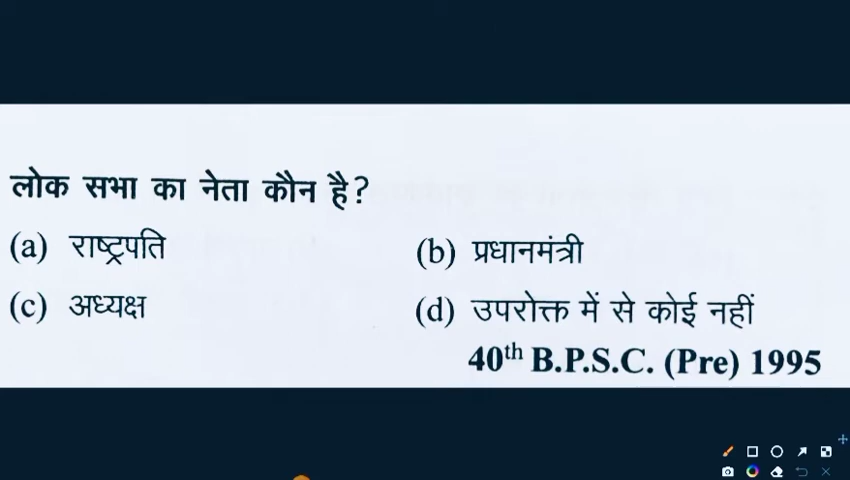 लोक सभा का नेता कौन है?
(a) राष्ट्रपति (b) प्रधानमंत्री
(c) अध्यक्ष (d) उपरोक्त में से कोई नहीं
40th B.P.S.C. (Pre) 1995